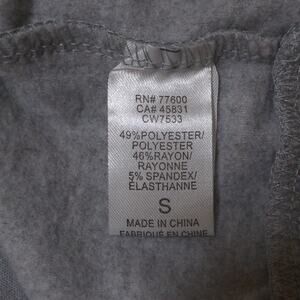 RN# 77600
CA# 45831
CW7533
49%POLYESTER/
POLYESTER
46%RAYON/
RAYONNE
5% SPANDEX/
ÉLASTHANNE
S
MADE IN CHINA
FABRIQUÉ EN CHINE